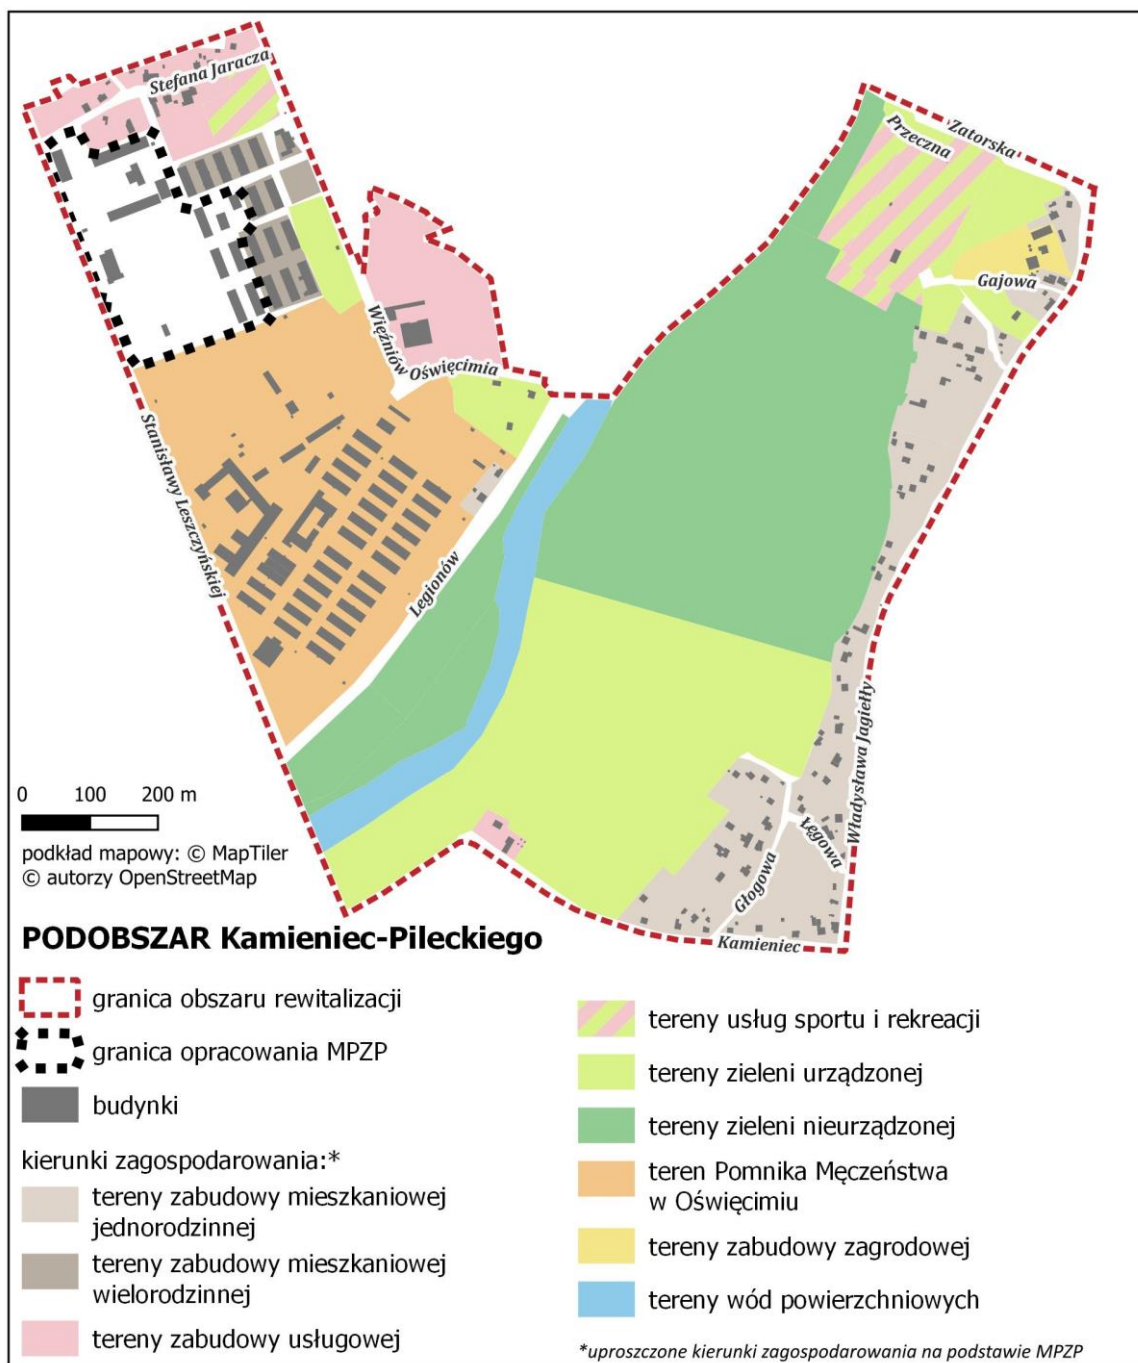 Stefana Jaracza
Zatorska
Przeczna
Gajowa
Więźniów
Oświęcimia
Stanisławy Leszczyńskiej
Legionów
Władysława Jagiełły
Łęgowa
Głogowa
Kamieniec
0 100 200 m
podkład mapowy: © MapTiler
© autorzy OpenStreetMap
PODOBSZAR Kamieniec-Pileckiego
granica obszaru rewitalizacji
granica opracowania MPZP
budynki
kierunki zagospodarowania:*
tereny zabudowy mieszkaniowej
jednorodzinnej
tereny zabudowy mieszkaniowej
wielorodzinnej
tereny zabudowy usługowej
tereny usług sportu i rekreacji
tereny zieleni urządzonej
tereny zieleni nieurządzonej
teren Pomnika Męczeństwa
w Oświęcimiu
tereny zabudowy zagrodowej
tereny wód powierzchniowych
*uproszczone kierunki zagospodarowania na podstawie MPZP